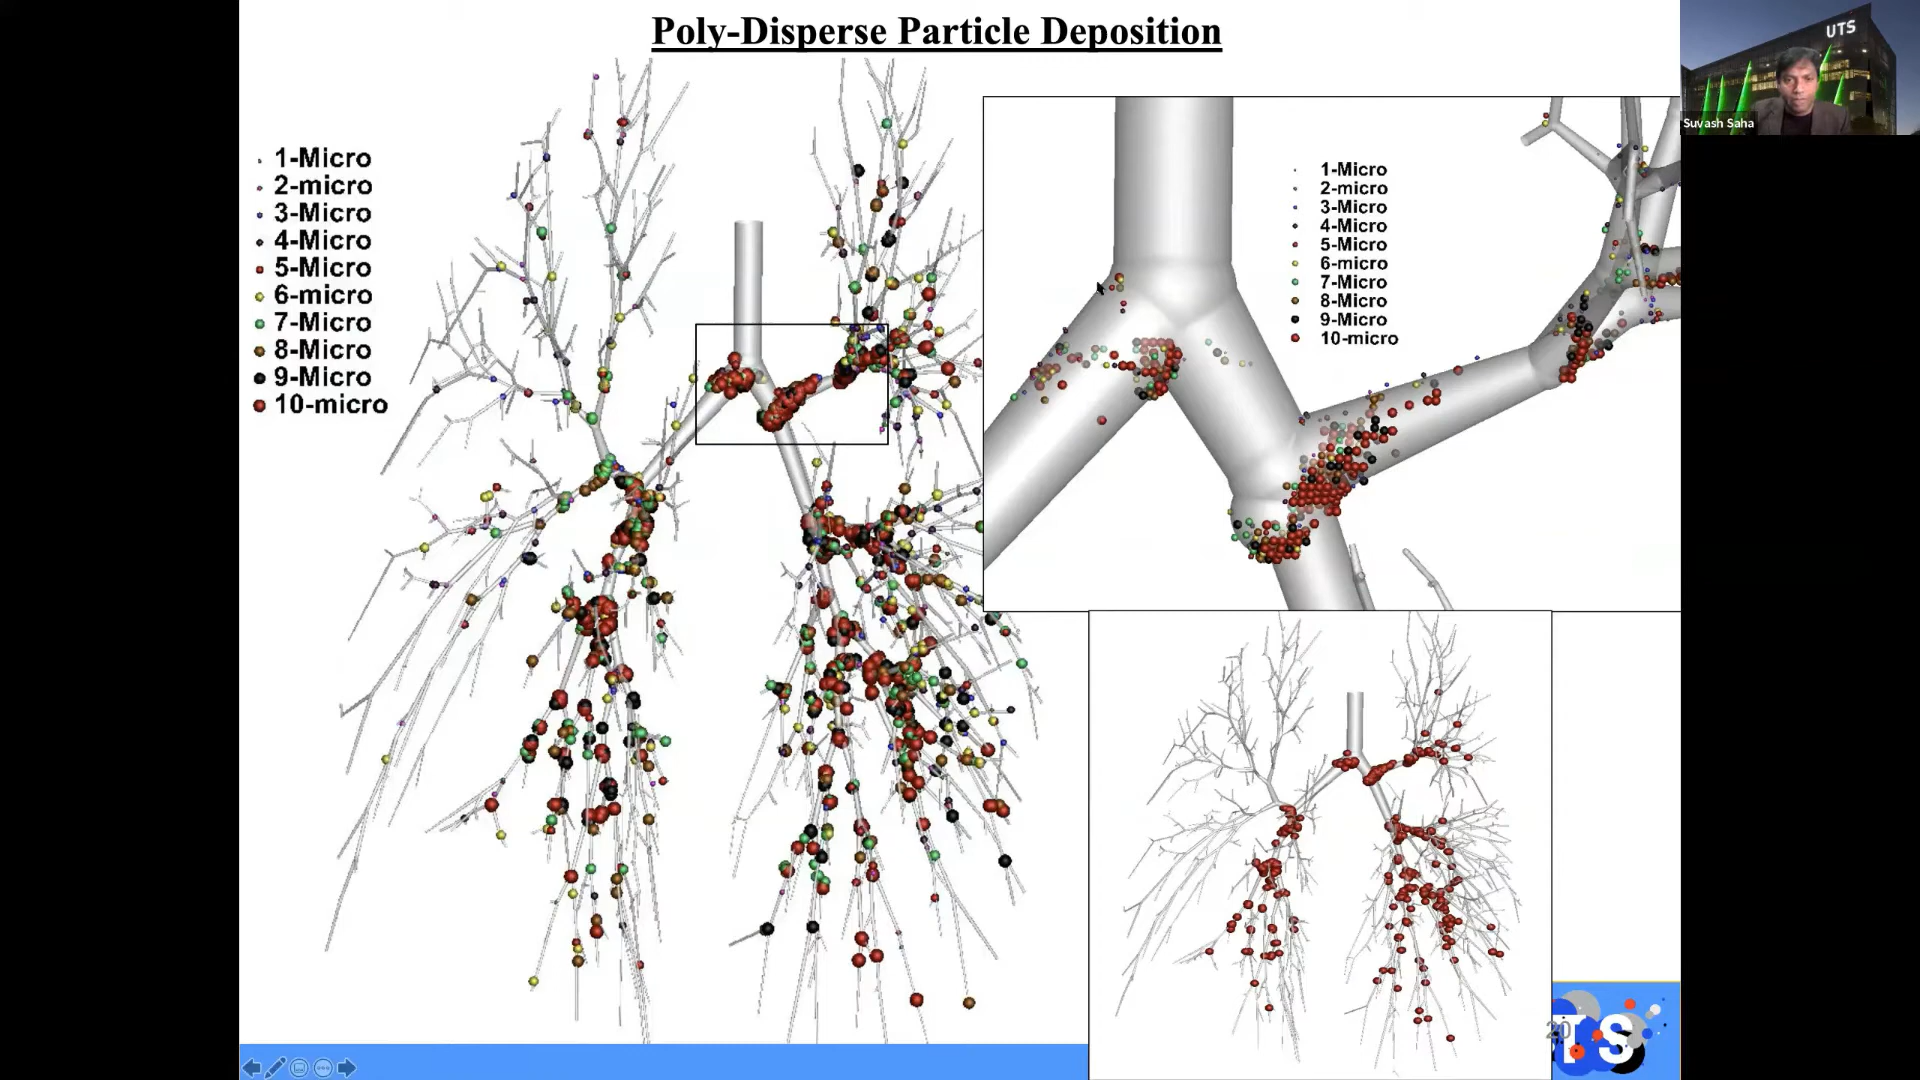 Poly-Disperse Particle Deposition
1-Micro
2-micro
3-Micro
4-Micro
5-Micro
6-micro
7-Micro
8-Micro
9-Micro
10-micro
1-Micro
2-micro
3-Micro
4-Micro
5-Micro
6-micro
7-Micro
8-Micro
9-Micro
10-micro
UTS
Suvash Saha
20
TS